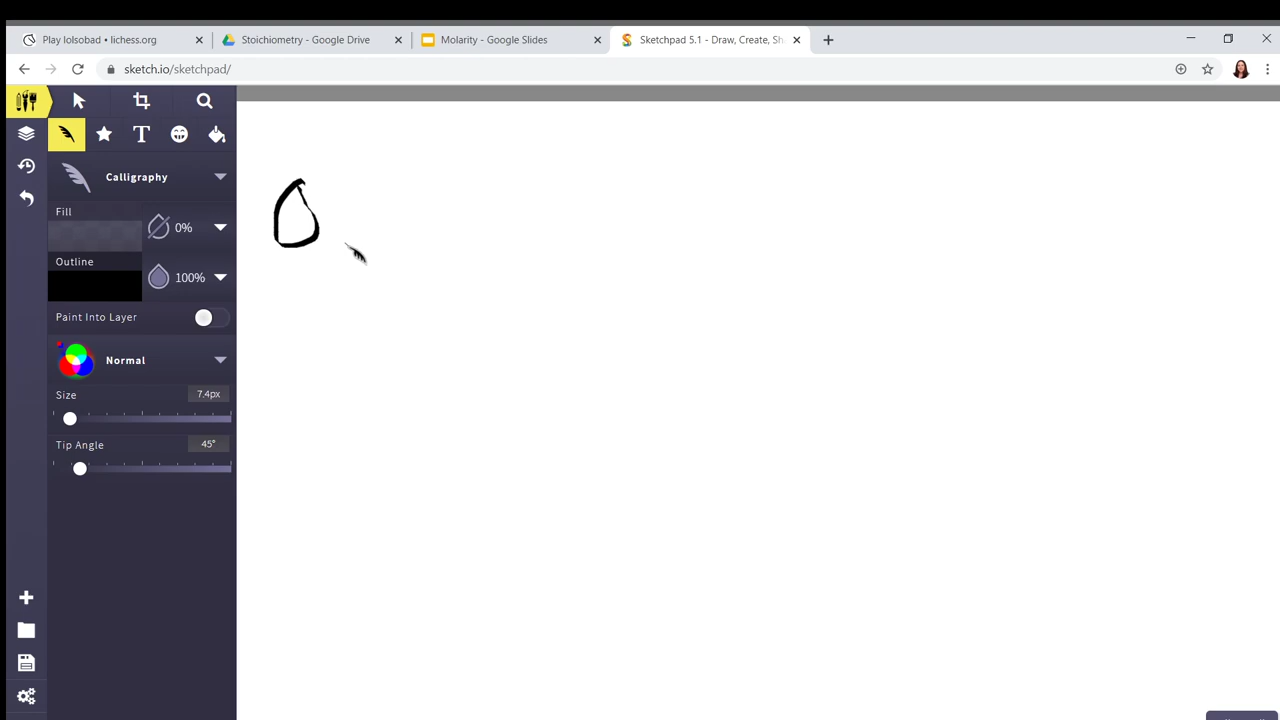 Play lolsobad • lichess.org
Stoichiometry - Google Drive
Molarity - Google Slides
Sketchpad 5.1 - Draw, Create, Sh
sketch.io/sketchpad/
T
Calligraphy
Fill
0%
Outline
100%
Paint Into Layer
Normal
Size
7.4px
Tip Angle
45°
0